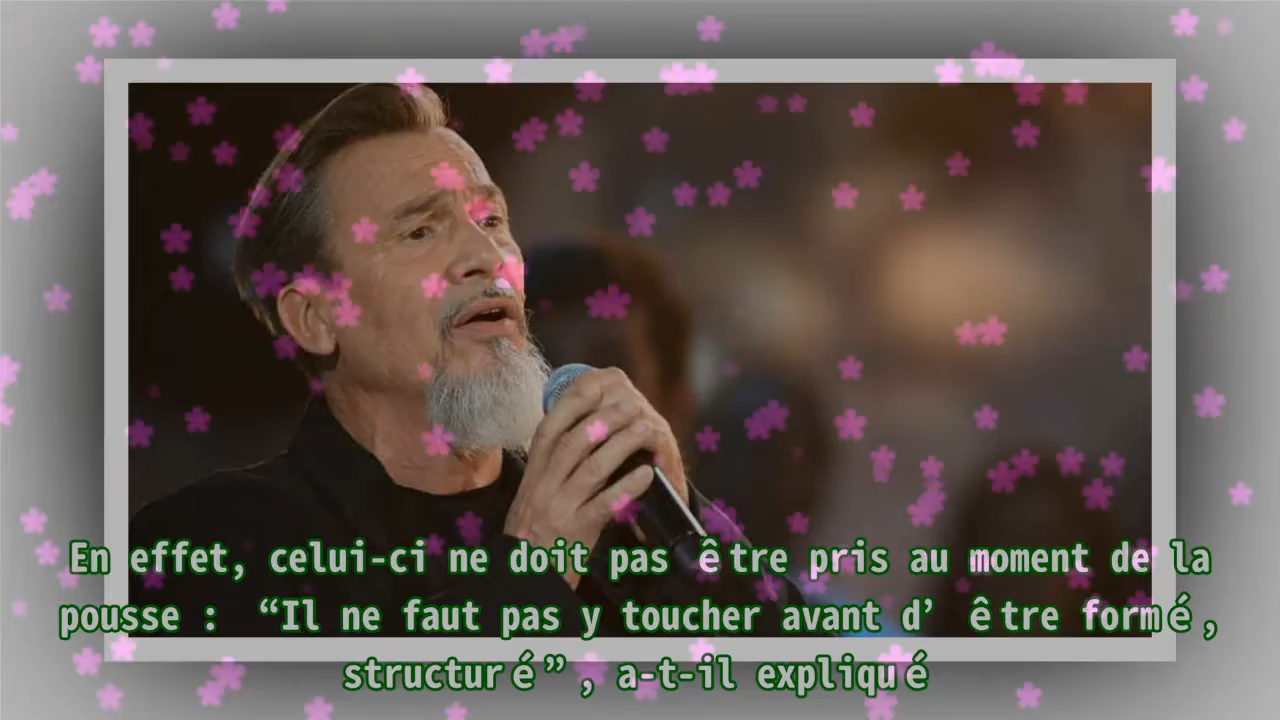 En effet, celui-ci ne doit pas être pris au moment de la
pousse : “Il ne faut pas y toucher avant d’ être formé,
structuré”, a-t-il expliqué